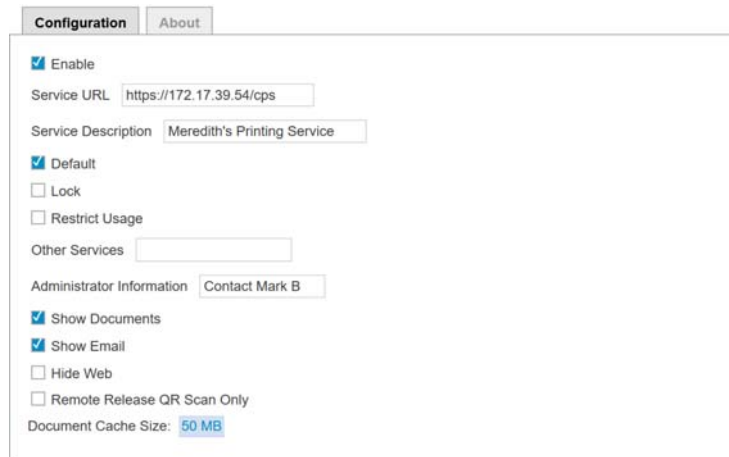 Configuration About
Enable
Service URL https://172.17.39.54/cps
Service Description Meredith's Printing Service
Default
Lock
Restrict Usage
Other Services
Administrator Information Contact Mark B
Show Documents
Show Email
Hide Web
Remote Release QR Scan Only
Document Cache Size: 50 MB